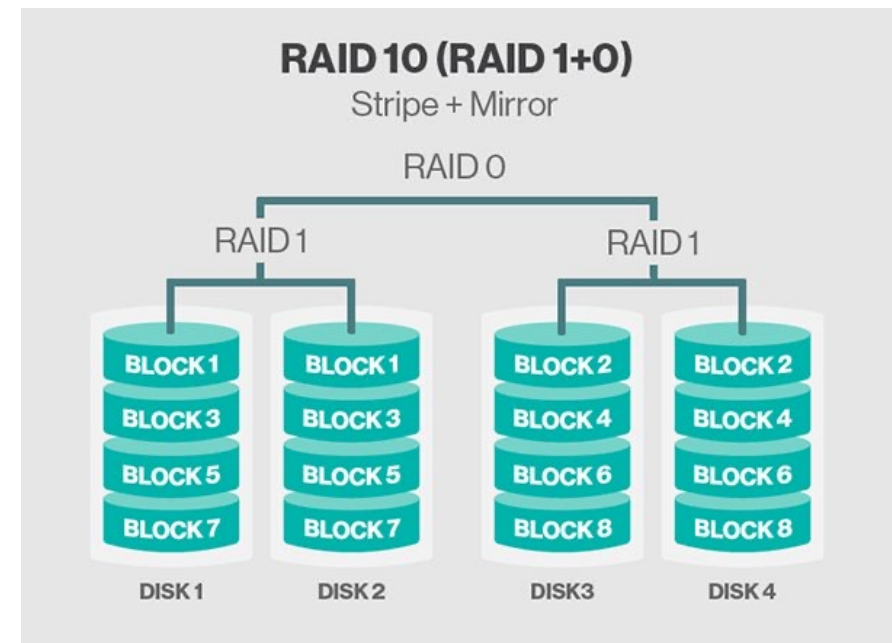 RAID 10 (RAID 1+0)
Stripe + Mirror
RAID 0
RAID 1 RAID 1
BLOCK 1 BLOCK 1 BLOCK 2 BLOCK 2
BLOCK 3 BLOCK 3 BLOCK 4 BLOCK 4
BLOCK 5 BLOCK 5 BLOCK 6 BLOCK 6
BLOCK 7 BLOCK 7 BLOCK 8 BLOCK 8
DISK 1 DISK 2 DISK3 DISK 4